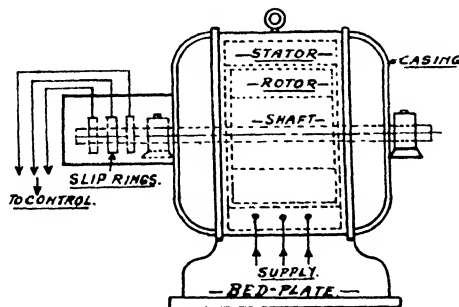 STATOR
CASING
ROTOR
SHAFT
SLIP RINGS.
TO CONTROL.
SUPPLY.
BED-PLATE